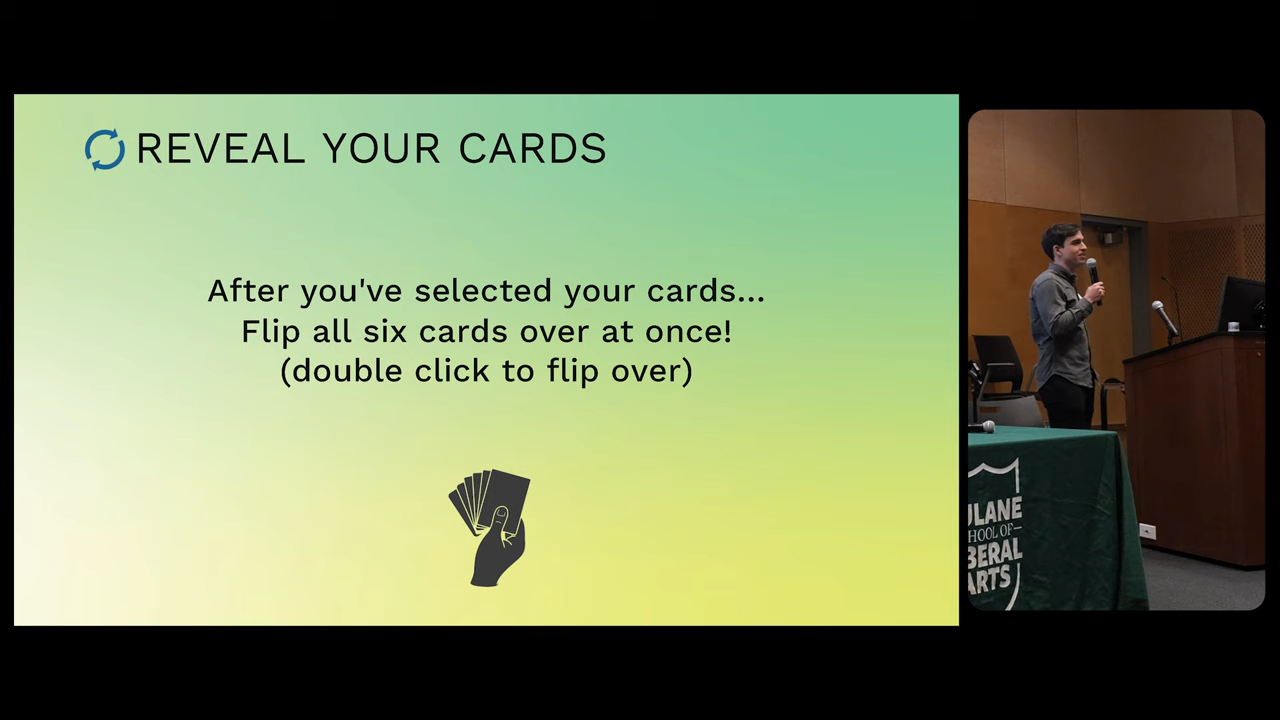 REVEAL YOUR CARDS
After you've selected your cards...
Flip all six cards over at once!
(double click to flip over)
ULANE
HOOL OF
BERAL
ARTS